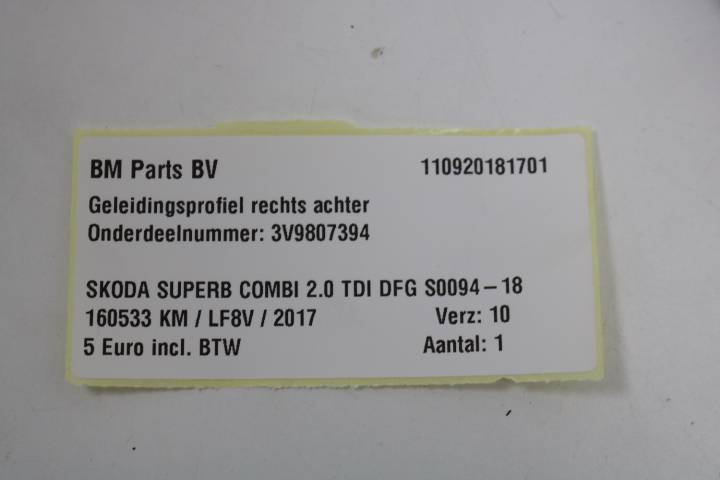 BM Parts BV 110920181701
Geleidingsprofiel rechts achter
Onderdeelnummer: 3V9807394
SKODA SUPERB COMBI 2.0 TDI DFG S0094-18
160533 KM / LF8V / 2017 Verz: 10
5 Euro incl. BTW Aantal: 1